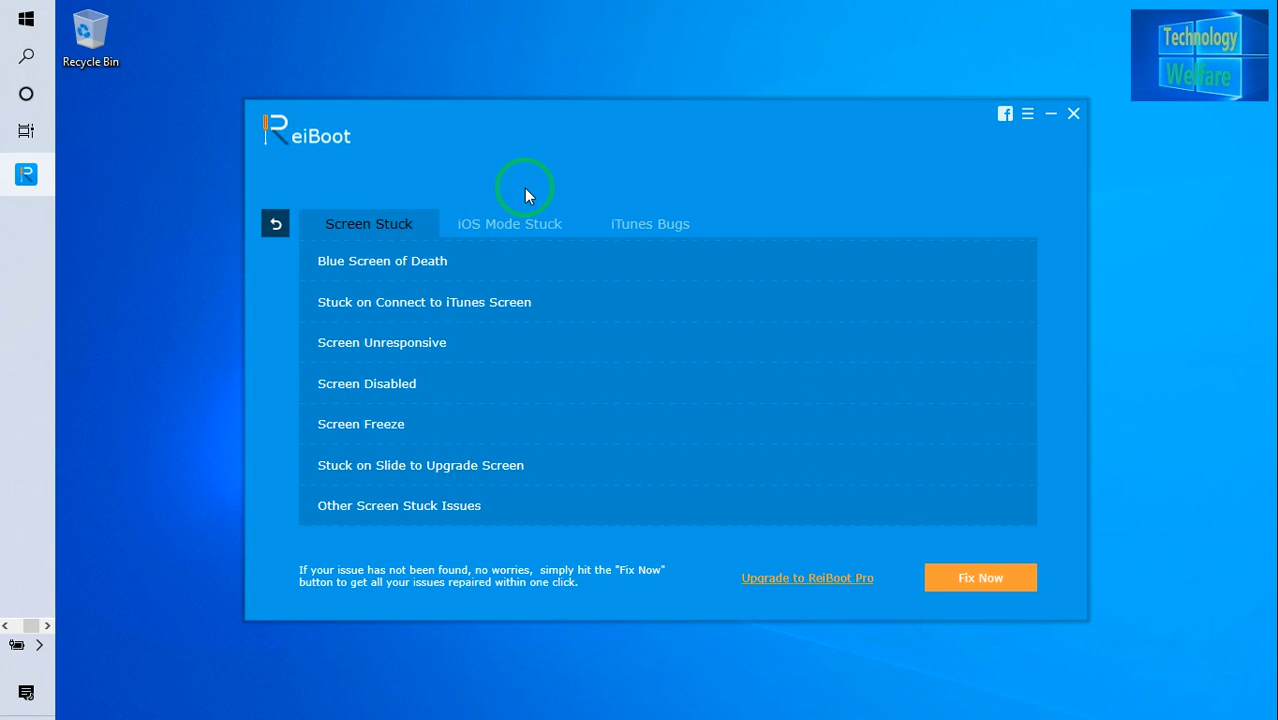 Recycle Bin
Technology
Welfare
ReiBoot
Screen Stuck
iOS Mode Stuck
iTunes Bugs
Blue Screen of Death
Stuck on Connect to iTunes Screen
Screen Unresponsive
Screen Disabled
Screen Freeze
Stuck on Slide to Upgrade Screen
Other Screen Stuck Issues
If your issue has not been found, no worries, simply hit the "Fix Now"
button to get all your issues repaired within one click.
Upgrade to ReiBoot Pro
Fix Now